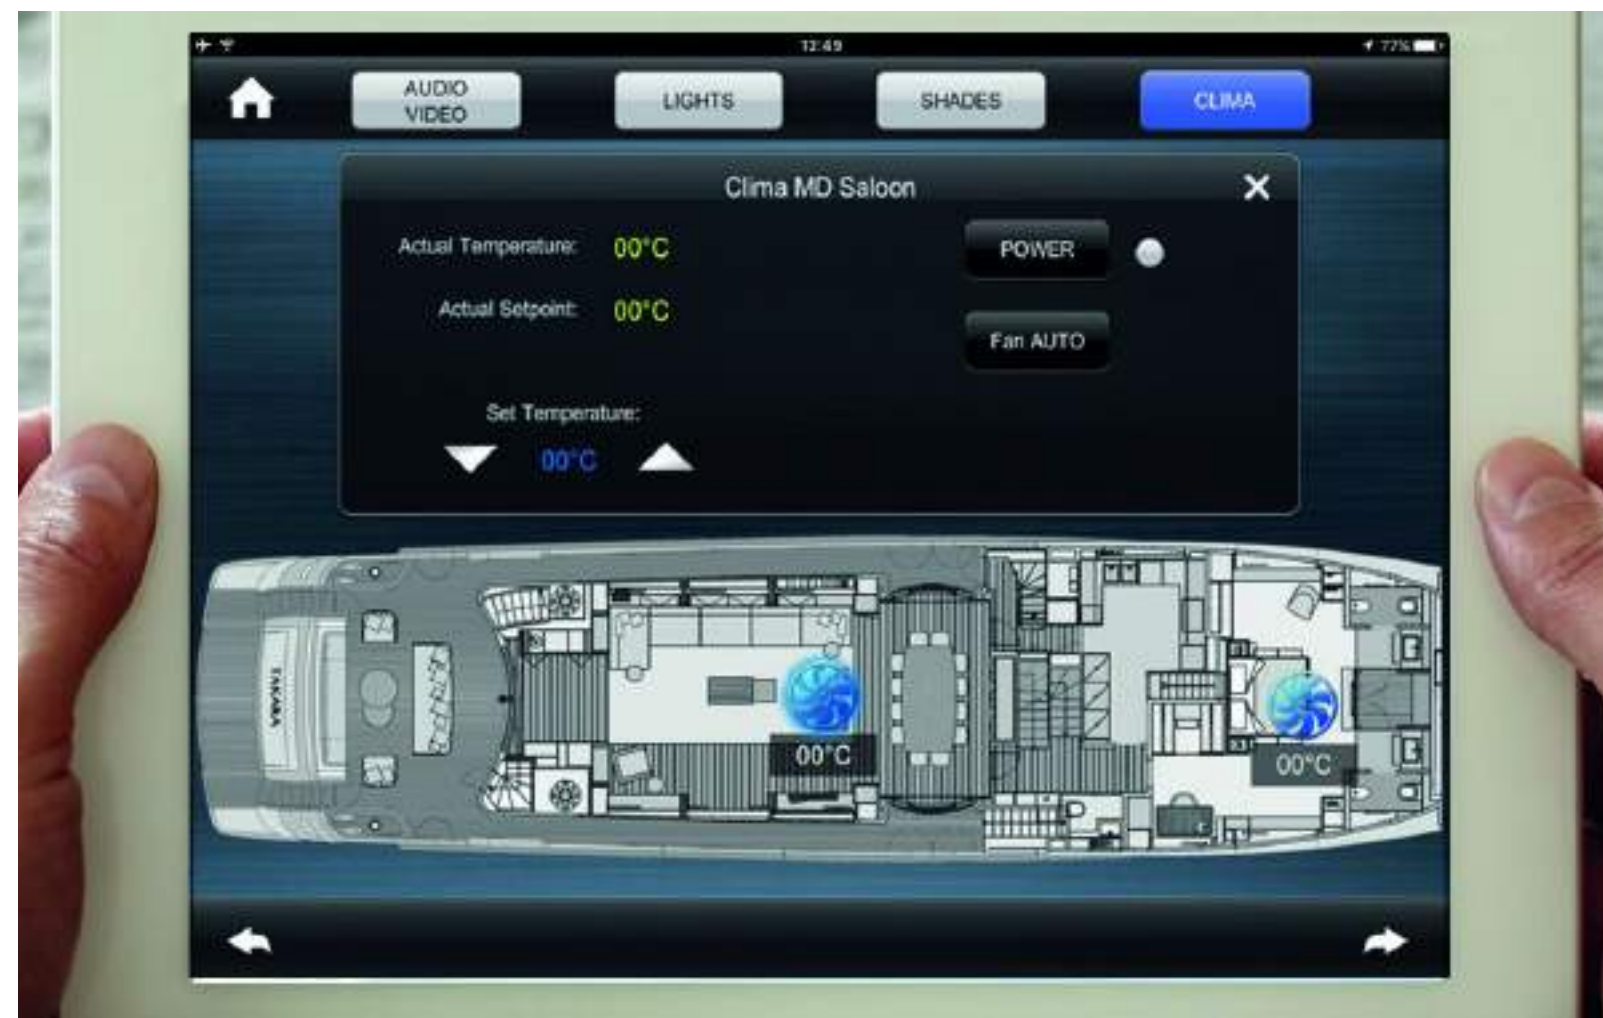 12:49
77%
AUDIO
VIDEO
LIGHTS
SHADES
CLIMA
Clima MD Saloon
Actual Temperature: 00°C
POWER
Actual Setpoint: 00°C
Fan AUTO
Set Temperature:
00°C
TAKARA
00°C
00°C